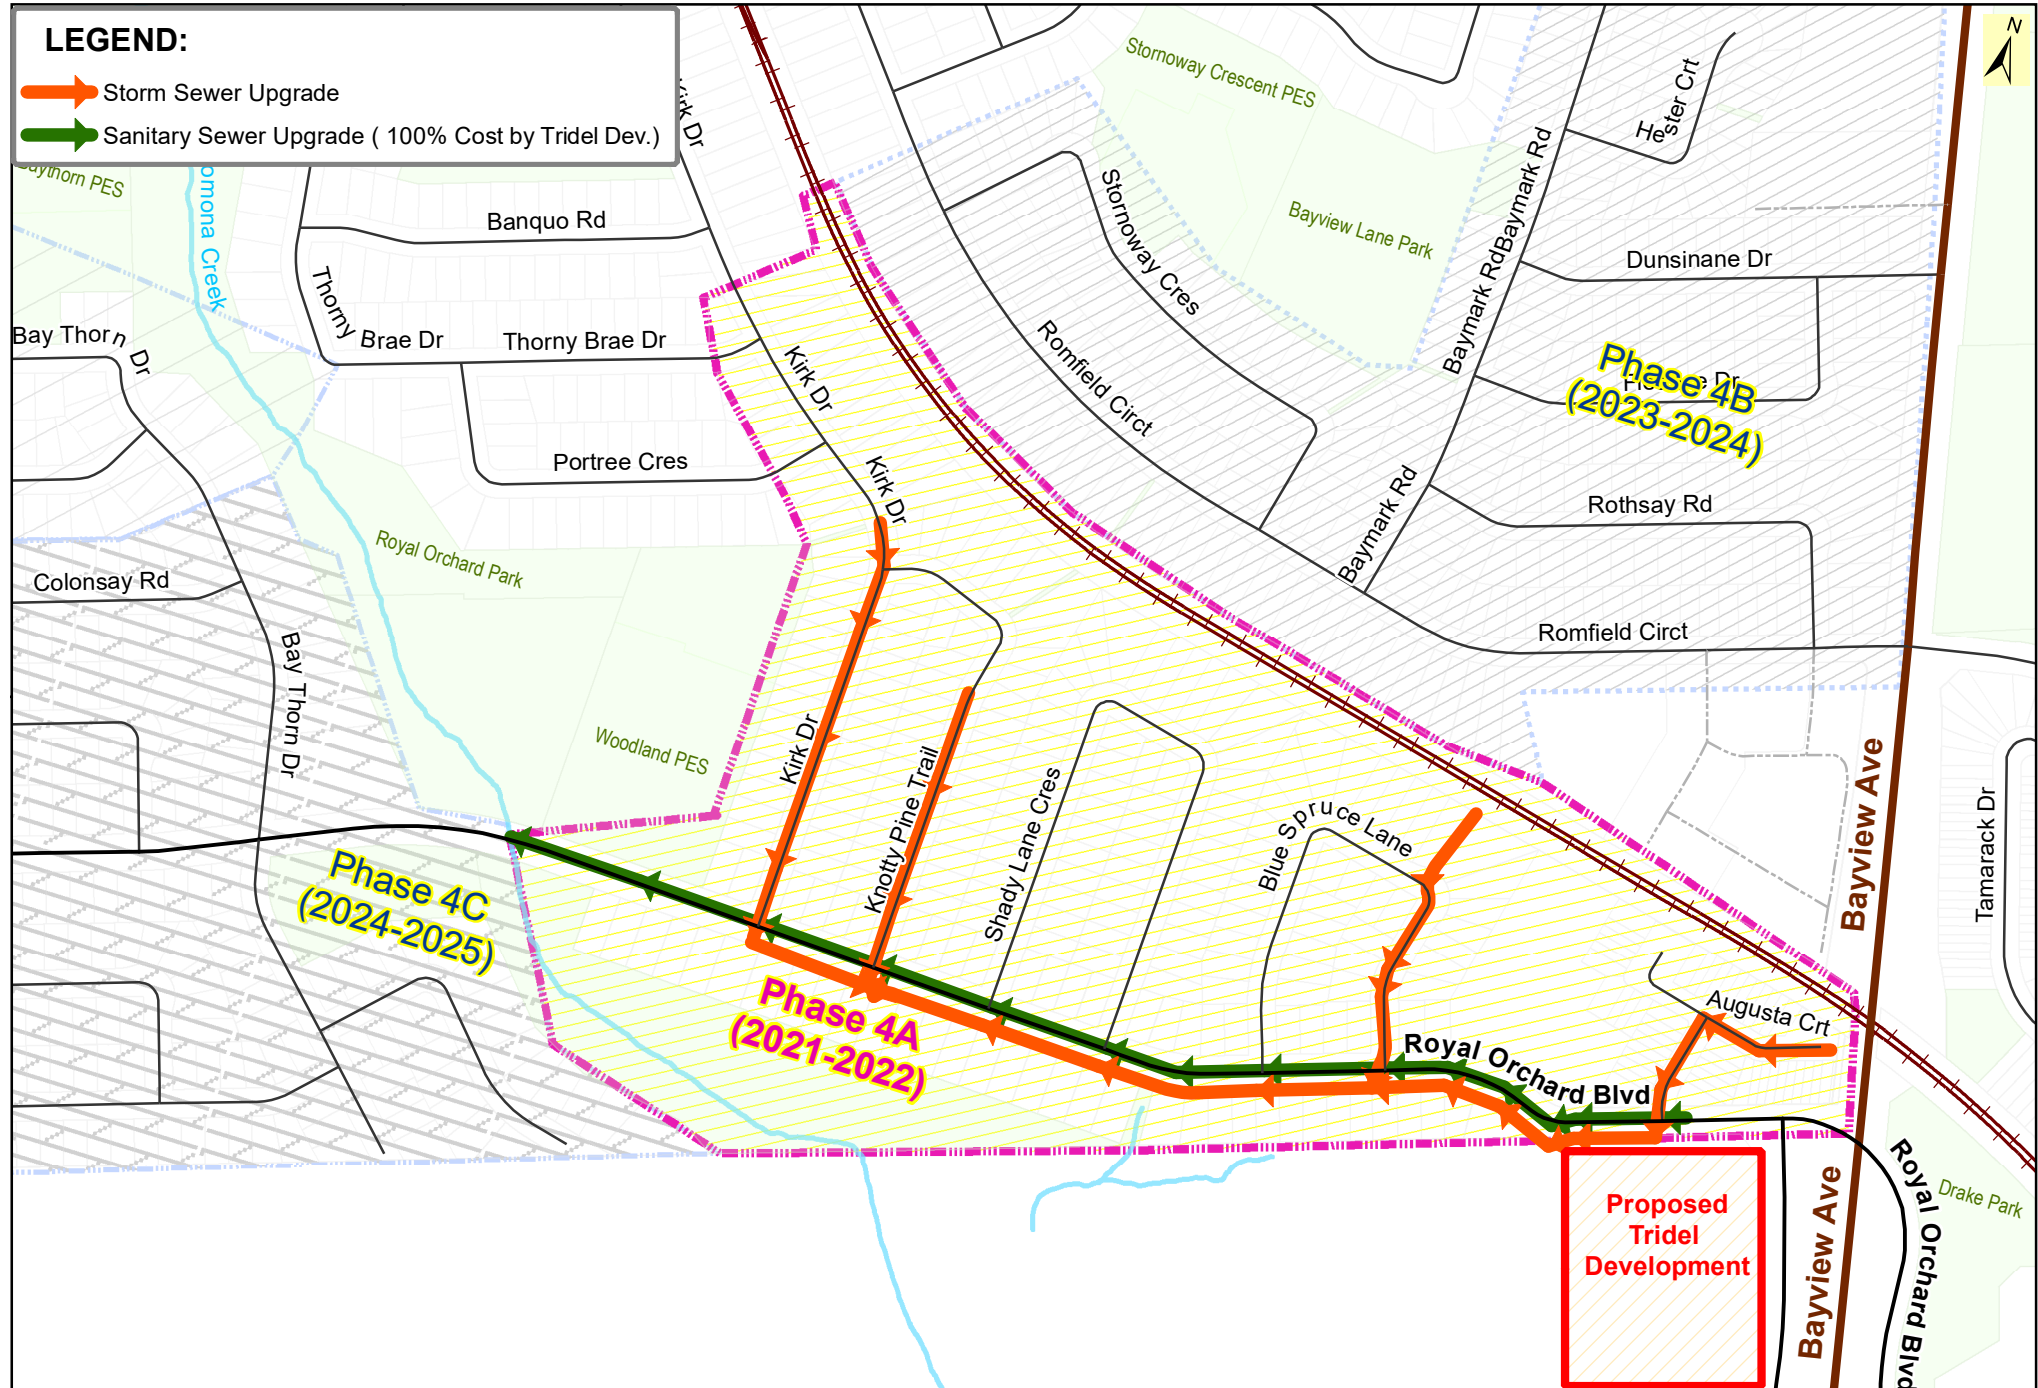 LEGEND:
Storm Sewer Upgrade
Sanitary Sewer Upgrade ( 100% Cost by Tridel Dev.)
N
Stornoway Crescent PES
Hester Crt
Kirk Dr
Baymark Rd
Baymark Rd
Banquo Rd
Stornoway Cres
Bayview Lane Park
Dunsinane Dr
Thorny Brae Dr
Thorny Brae Dr
Bay Thorn Dr
Kirk Dr
Romfield Circt
Phase 4B
(2023-2024)
Portree Cres
Kirk Dr
Baymark Rd
Rothsay Rd
Royal Orchard Park
Colonsay Rd
Bay Thorn Dr
Romfield Circt
Woodland PES
Kirk Dr
Knotty Pine Trail
Shady Lane Cres
Blue Spruce Lane
Bayview Ave
Tamarack Dr
Phase 4C
(2024-2025)
Phase 4A
(2021-2022)
Augusta Crt
Royal Orchard Blvd
Royal Orchard Blvd
Drake Park
Bayview Ave
Proposed
Tridel
Development
Creek
PES